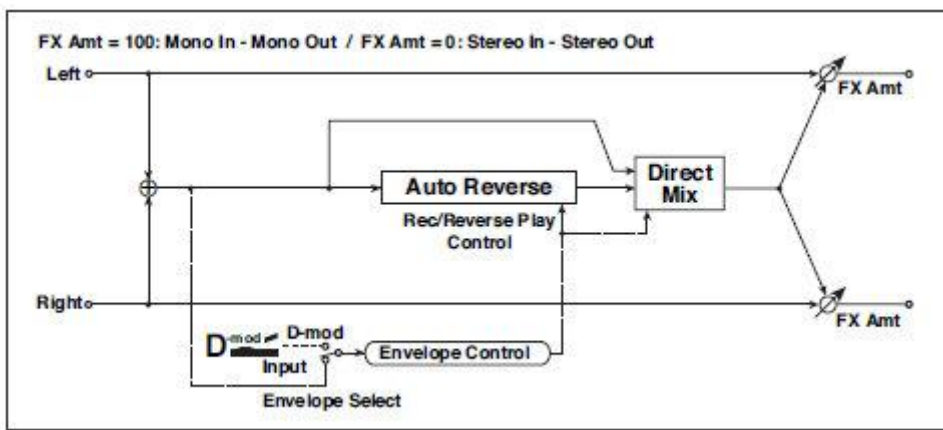 FX Amt = 100: Mono In - Mono Out / FX Amt = 0: Stereo In - Stereo Out
Left
FX Amt
Auto Reverse
Direct
Mix
Rec/Reverse Play
Control
Right
FX Amt
D-mod D-mod
Input
Envelope Control
Envelope Select